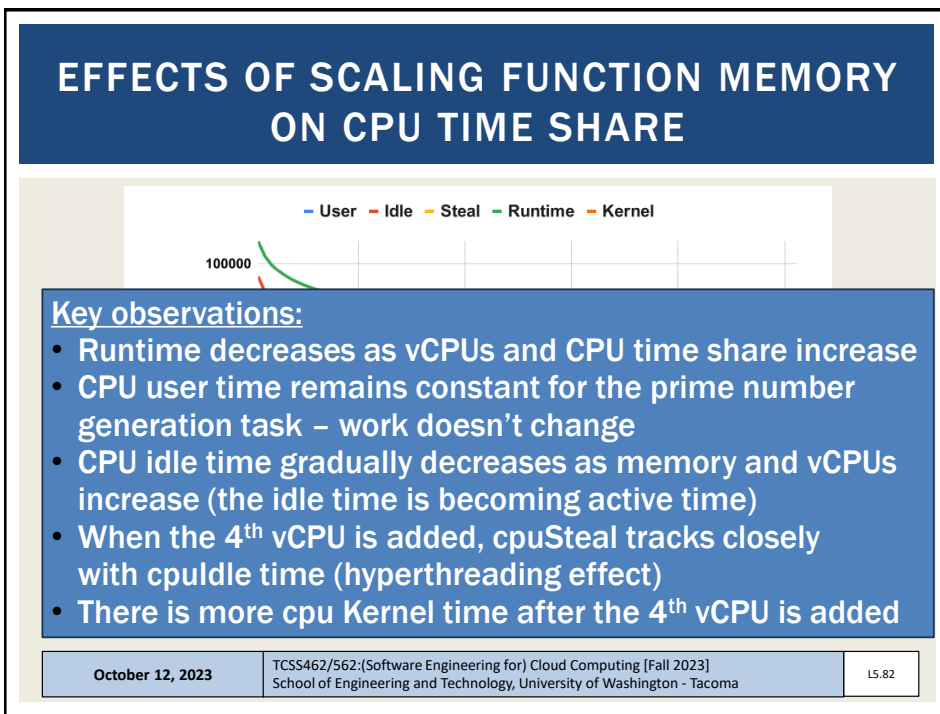 EFFECTS OF SCALING FUNCTION MEMORY
ON CPU TIME SHARE
User Idle Steal Runtime Kernel
100000
Key observations:
• Runtime decreases as vCPUs and CPU time share increase
• CPU user time remains constant for the prime number
generation task – work doesn't change
• CPU idle time gradually decreases as memory and vCPUs
increase (the idle time is becoming active time)
• When the 4th vCPU is added, cpuSteal tracks closely
with cpuIdle time (hyperthreading effect)
• There is more cpu Kernel time after the 4th vCPU is added
October 12, 2023
TCSS462/562:(Software Engineering for) Cloud Computing [Fall 2023]
School of Engineering and Technology, University of Washington - Tacoma
L5.82